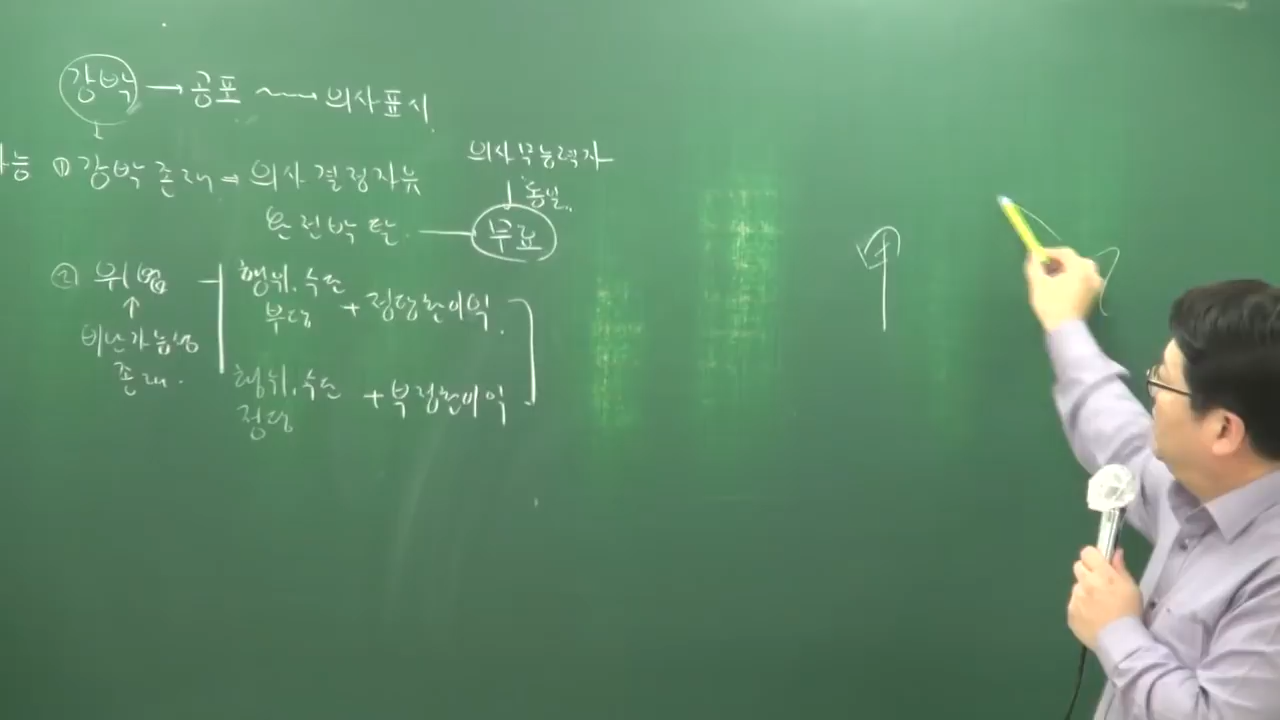 강박 → 공포 → 의사표시
능 ① 강박 존재 → 의사결정자유
완전박탈 — 무효
의사무능력자
↓ 동일
② 위법
↑
비난가능성
존재.
행위.수단
부당 + 정당한이익.
행위.수단
정당 + 부정한이익